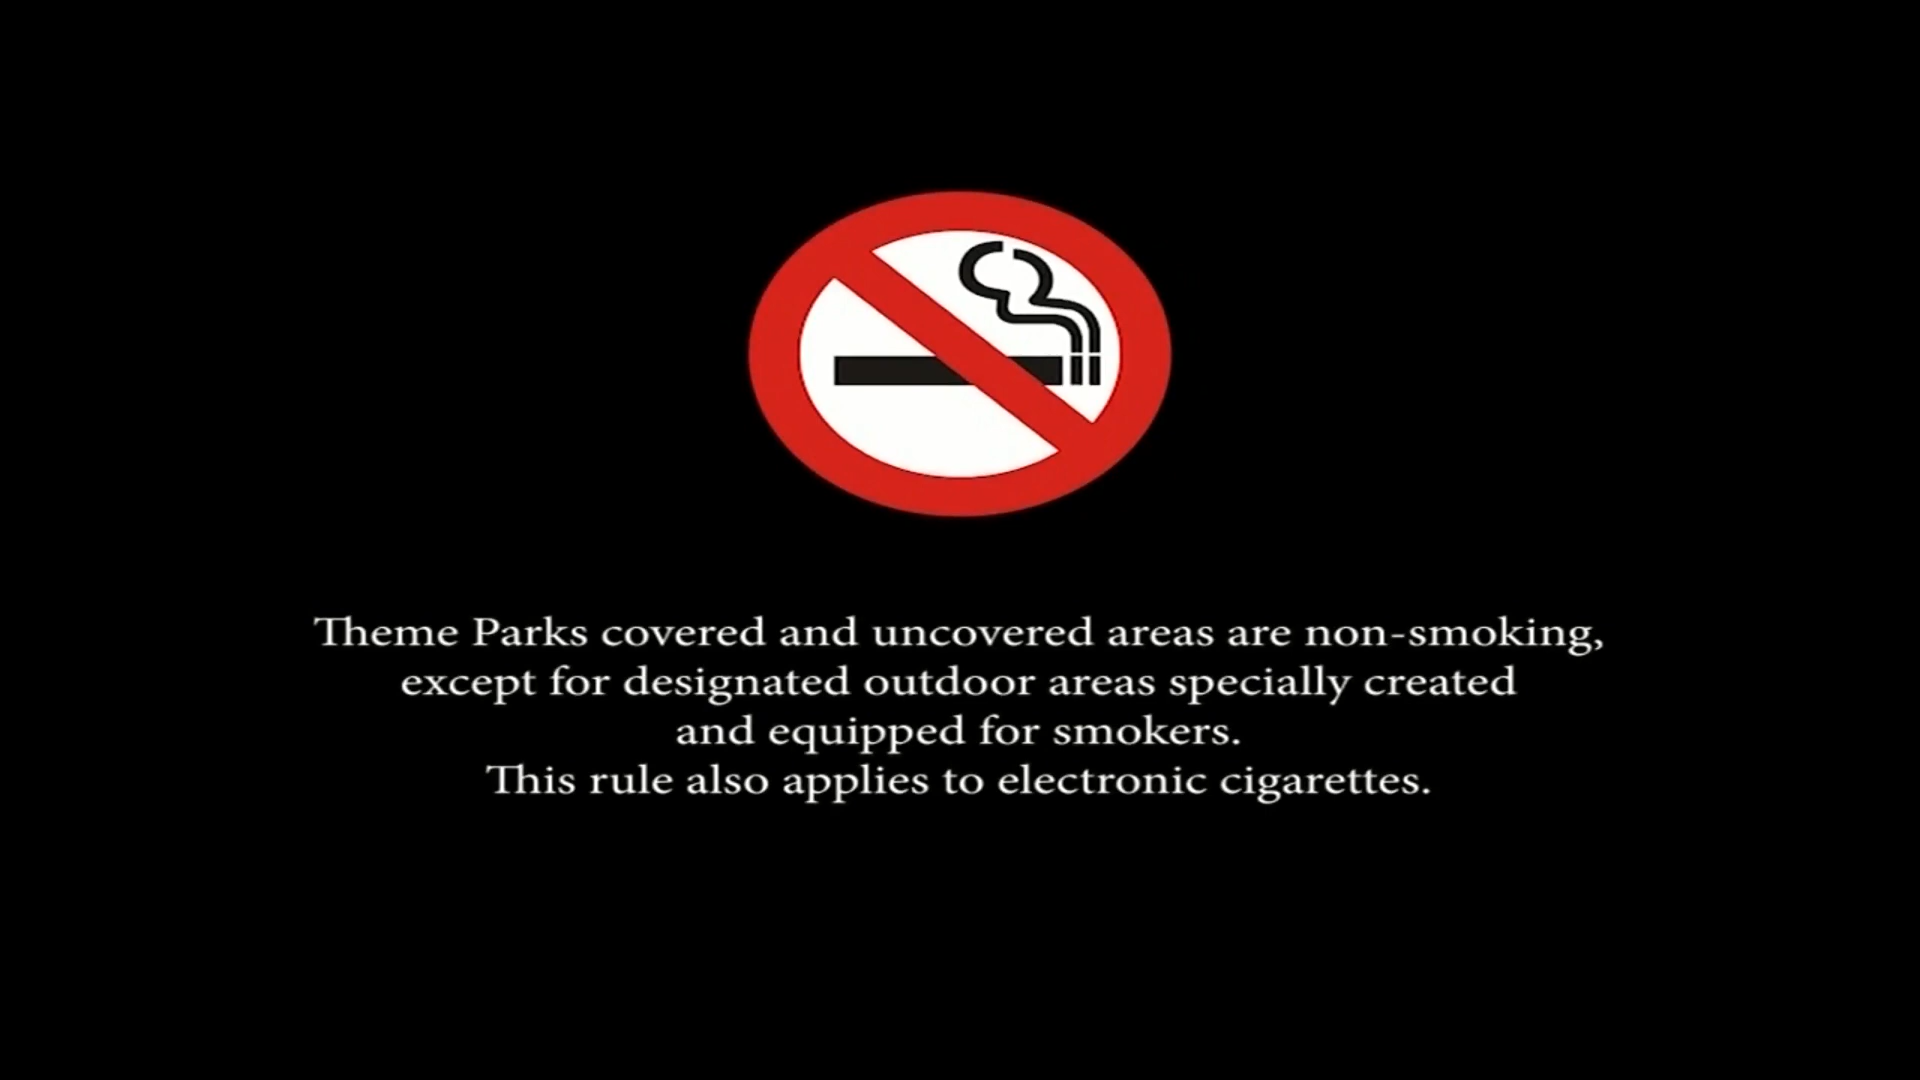 Theme Parks covered and uncovered areas are non-smoking,
except for designated outdoor areas specially created
and equipped for smokers.
This rule also applies to electronic cigarettes.